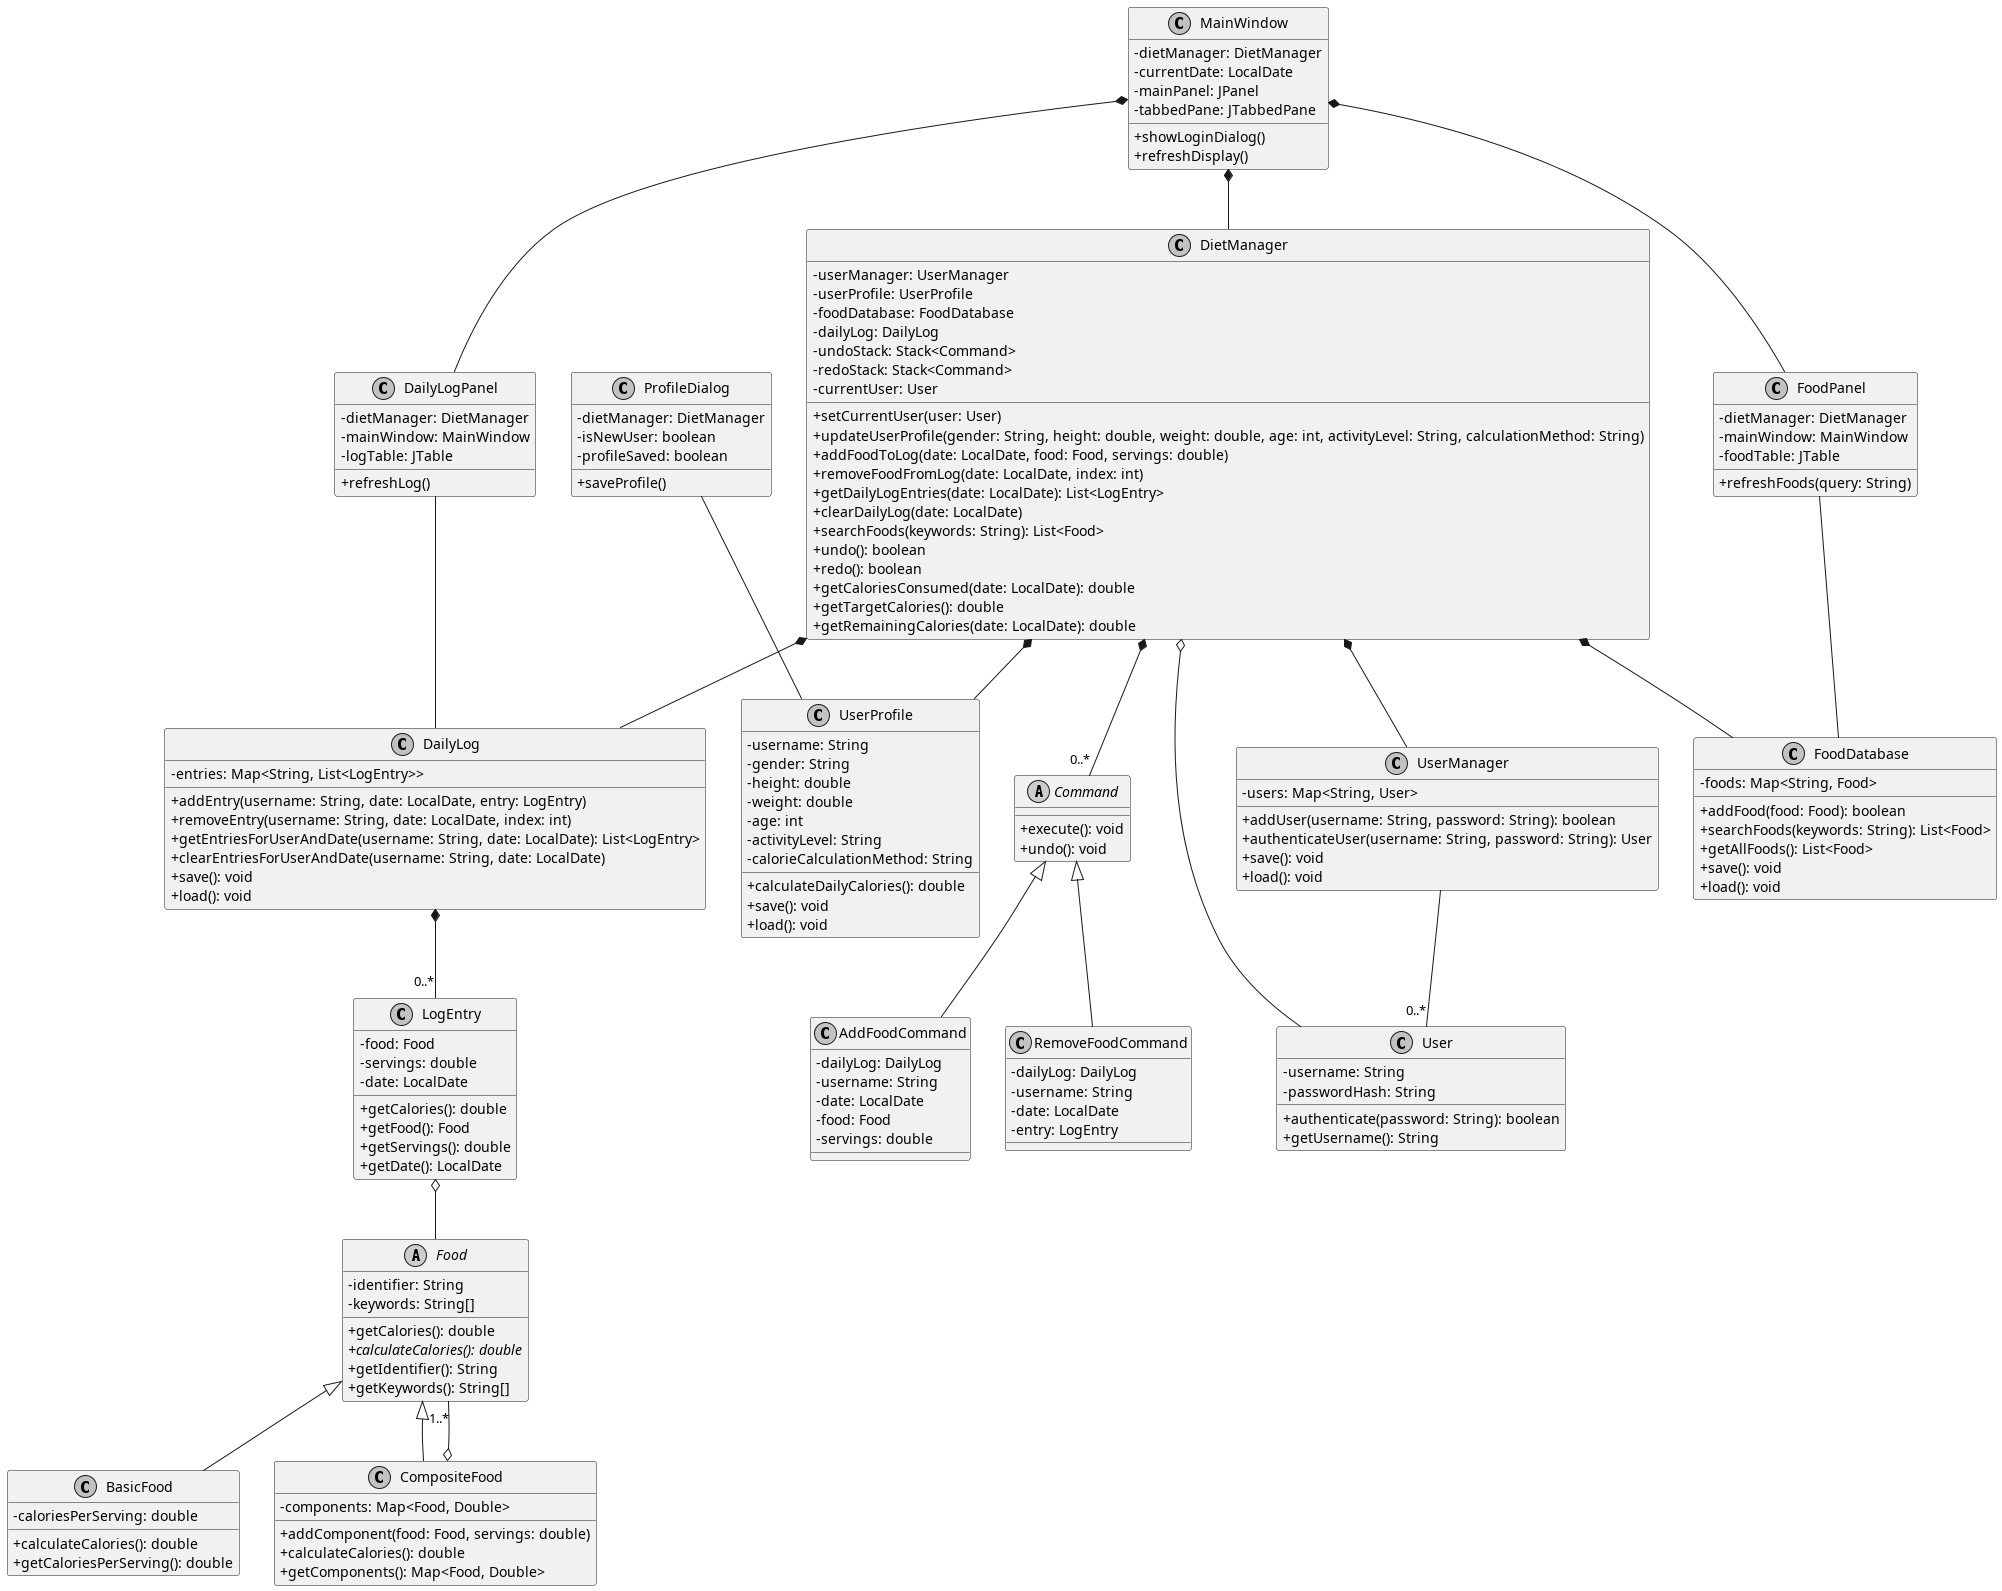 C MainWindow
-dietManager: DietManager
-currentDate: LocalDate
-mainPanel: JPanel
-tabbedPane: JTabbedPane
+showLoginDialog()
+refreshDisplay()
C DietManager
-userManager: UserManager
-userProfile: UserProfile
-foodDatabase: FoodDatabase
-dailyLog: DailyLog
-undoStack: Stack<Command>
-redoStack: Stack<Command>
-currentUser: User
+setCurrentUser(user: User)
+updateUserProfile(gender: String, height: double, weight: double, age: int, activityLevel: String, calculationMethod: String)
+addFoodToLog(date: LocalDate, food: Food, servings: double)
+removeFoodFromLog(date: LocalDate, index: int)
+getDailyLogEntries(date: LocalDate): List<LogEntry>
+clearDailyLog(date: LocalDate)
+searchFoods(keywords: String): List<Food>
+undo(): boolean
+redo(): boolean
+getCaloriesConsumed(date: LocalDate): double
+getTargetCalories(): double
+getRemainingCalories(date: LocalDate): double
C DailyLogPanel
-dietManager: DietManager
-mainWindow: MainWindow
-logTable: JTable
+refreshLog()
C ProfileDialog
-dietManager: DietManager
-isNewUser: boolean
-profileSaved: boolean
+saveProfile()
C FoodPanel
-dietManager: DietManager
-mainWindow: MainWindow
-foodTable: JTable
+refreshFoods(query: String)
C DailyLog
-entries: Map<String, List<LogEntry>>
+addEntry(username: String, date: LocalDate, entry: LogEntry)
+removeEntry(username: String, date: LocalDate, index: int)
+getEntriesForUserAndDate(username: String, date: LocalDate): List<LogEntry>
+clearEntriesForUserAndDate(username: String, date: LocalDate)
+save(): void
+load(): void
C UserProfile
-username: String
-gender: String
-height: double
-weight: double
-age: int
-activityLevel: String
-calorieCalculationMethod: String
+calculateDailyCalories(): double
+save(): void
+load(): void
0..*
A Command
+execute(): void
+undo(): void
C UserManager
-users: Map<String, User>
+addUser(username: String, password: String): boolean
+authenticateUser(username: String, password: String): User
+save(): void
+load(): void
C FoodDatabase
-foods: Map<String, Food>
+addFood(food: Food): boolean
+searchFoods(keywords: String): List<Food>
+getAllFoods(): List<Food>
+save(): void
+load(): void
0..*
C LogEntry
-food: Food
-servings: double
-date: LocalDate
+getCalories(): double
+getFood(): Food
+getServings(): double
+getDate(): LocalDate
C AddFoodCommand
-dailyLog: DailyLog
-username: String
-date: LocalDate
-food: Food
-servings: double
C RemoveFoodCommand
-dailyLog: DailyLog
-username: String
-date: LocalDate
-entry: LogEntry
0..*
C User
-username: String
-passwordHash: String
+authenticate(password: String): boolean
+getUsername(): String
A Food
-identifier: String
-keywords: String[]
+getCalories(): double
+calculateCalories(): double
+getIdentifier(): String
+getKeywords(): String[]
1..*
C BasicFood
-caloriesPerServing: double
+calculateCalories(): double
+getCaloriesPerServing(): double
C CompositeFood
-components: Map<Food, Double>
+addComponent(food: Food, servings: double)
+calculateCalories(): double
+getComponents(): Map<Food, Double>